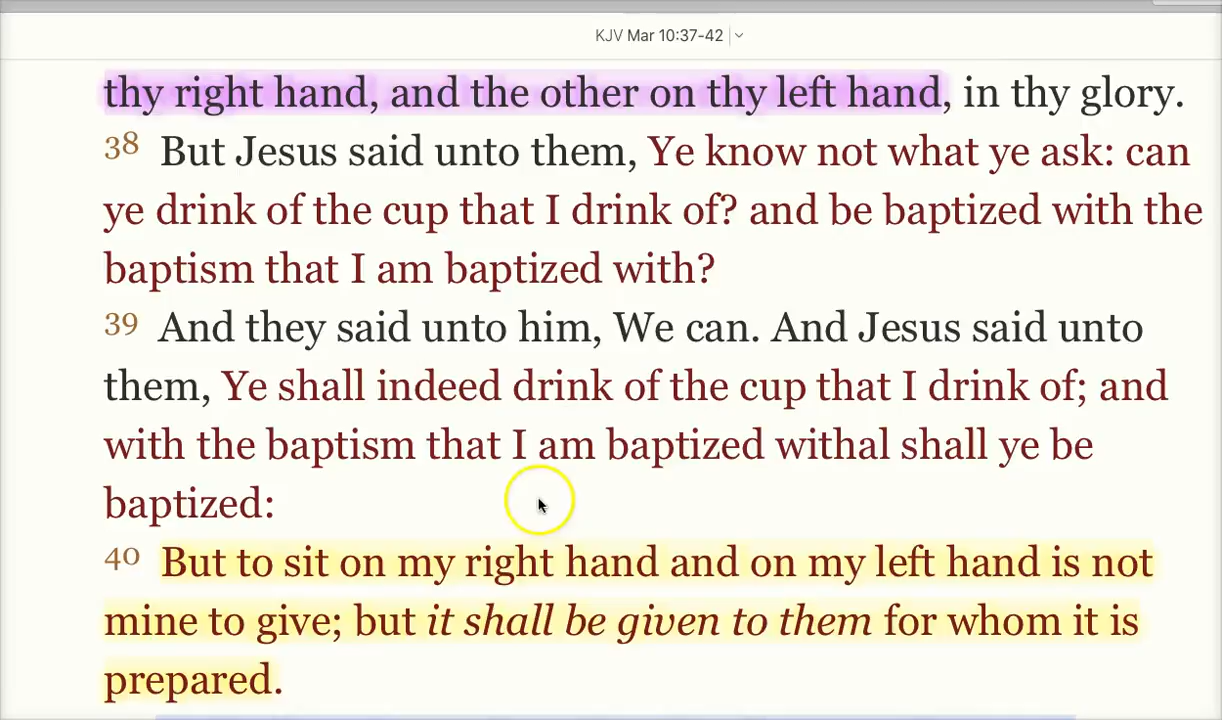 KJV Mar 10:37-42
thy right hand, and the other on thy left hand, in thy glory.
38 But Jesus said unto them, Ye know not what ye ask: can
ye drink of the cup that I drink of? and be baptized with the
baptism that I am baptized with?
39 And they said unto him, We can. And Jesus said unto
them, Ye shall indeed drink of the cup that I drink of; and
with the baptism that I am baptized withal shall ye be
baptized:
40 But to sit on my right hand and on my left hand is not
mine to give; but it shall be given to them for whom it is
prepared.